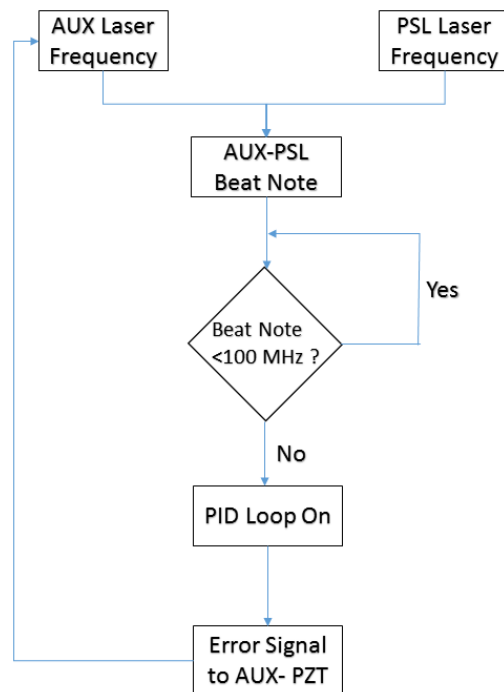 AUX Laser
Frequency
PSL Laser
Frequency
AUX-PSL
Beat Note
Yes
Beat Note
<100 MHz ?
No
PID Loop On
Error Signal
to AUX- PZT